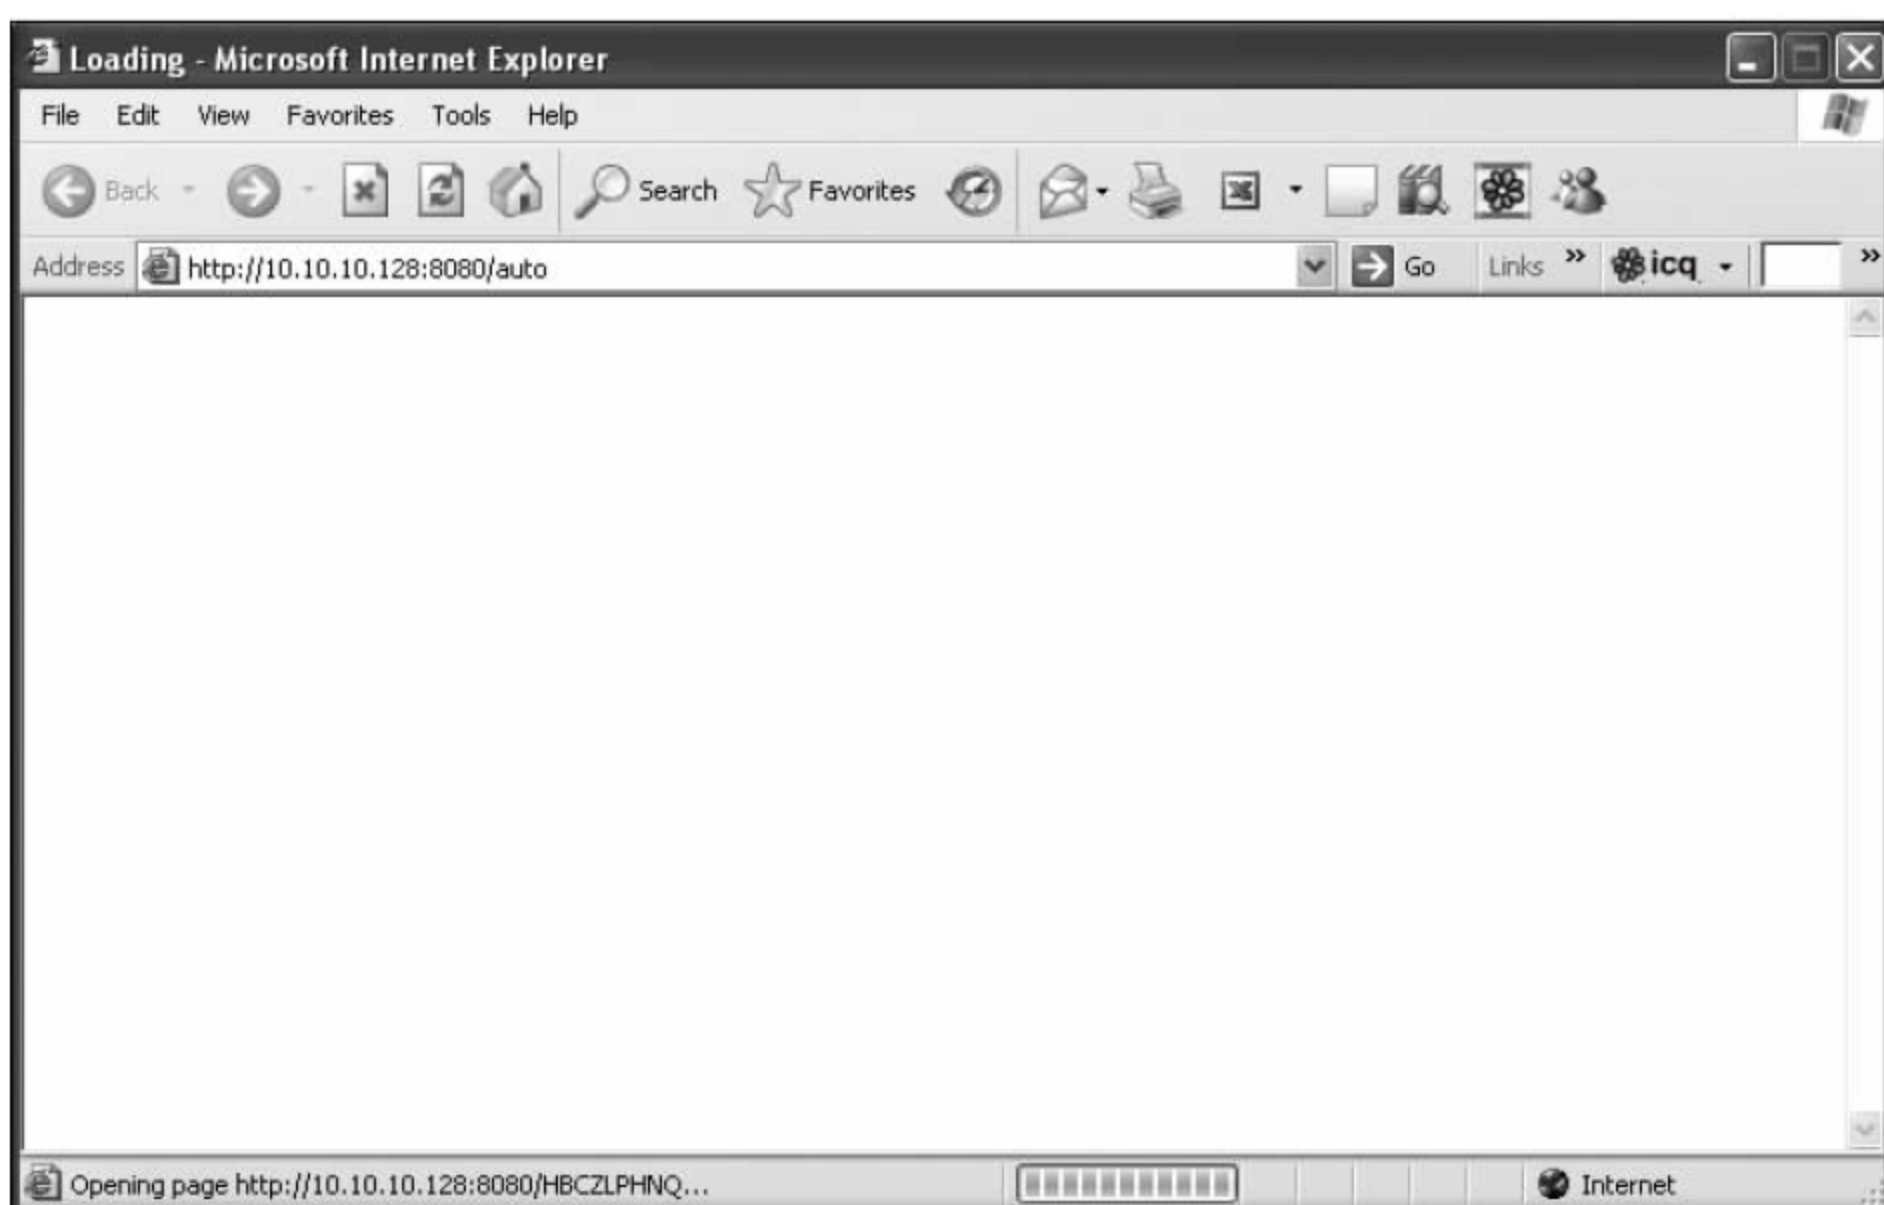 Loading - Microsoft Internet Explorer
File Edit View Favorites Tools Help
Back Search Favorites
Address http://10.10.10.128:8080/auto Go Links » icq »
Opening page http://10.10.10.128:8080/HBCZLPHNQ... Internet